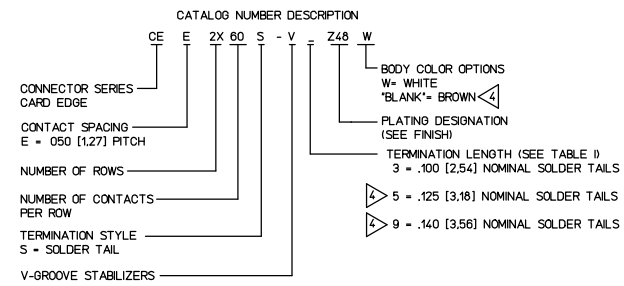 CATALOG NUMBER DESCRIPTION
CE E 2X 60 S - V _ Z48 W
BODY COLOR OPTIONS
W= WHITE
"BLANK"= BROWN 4
CONNECTOR SERIES
CARD EDGE
PLATING DESIGNATION
(SEE FINISH)
CONTACT SPACING
E = .050 [1,27] PITCH
TERMINATION LENGTH (SEE TABLE I)
3 = .100 [2,54] NOMINAL SOLDER TAILS
NUMBER OF ROWS
4 5 = .125 [3,18] NOMINAL SOLDER TAILS
NUMBER OF CONTACTS
PER ROW
4 9 = .140 [3,56] NOMINAL SOLDER TAILS
TERMINATION STYLE
S = SOLDER TAIL
V-GROOVE STABILIZERS